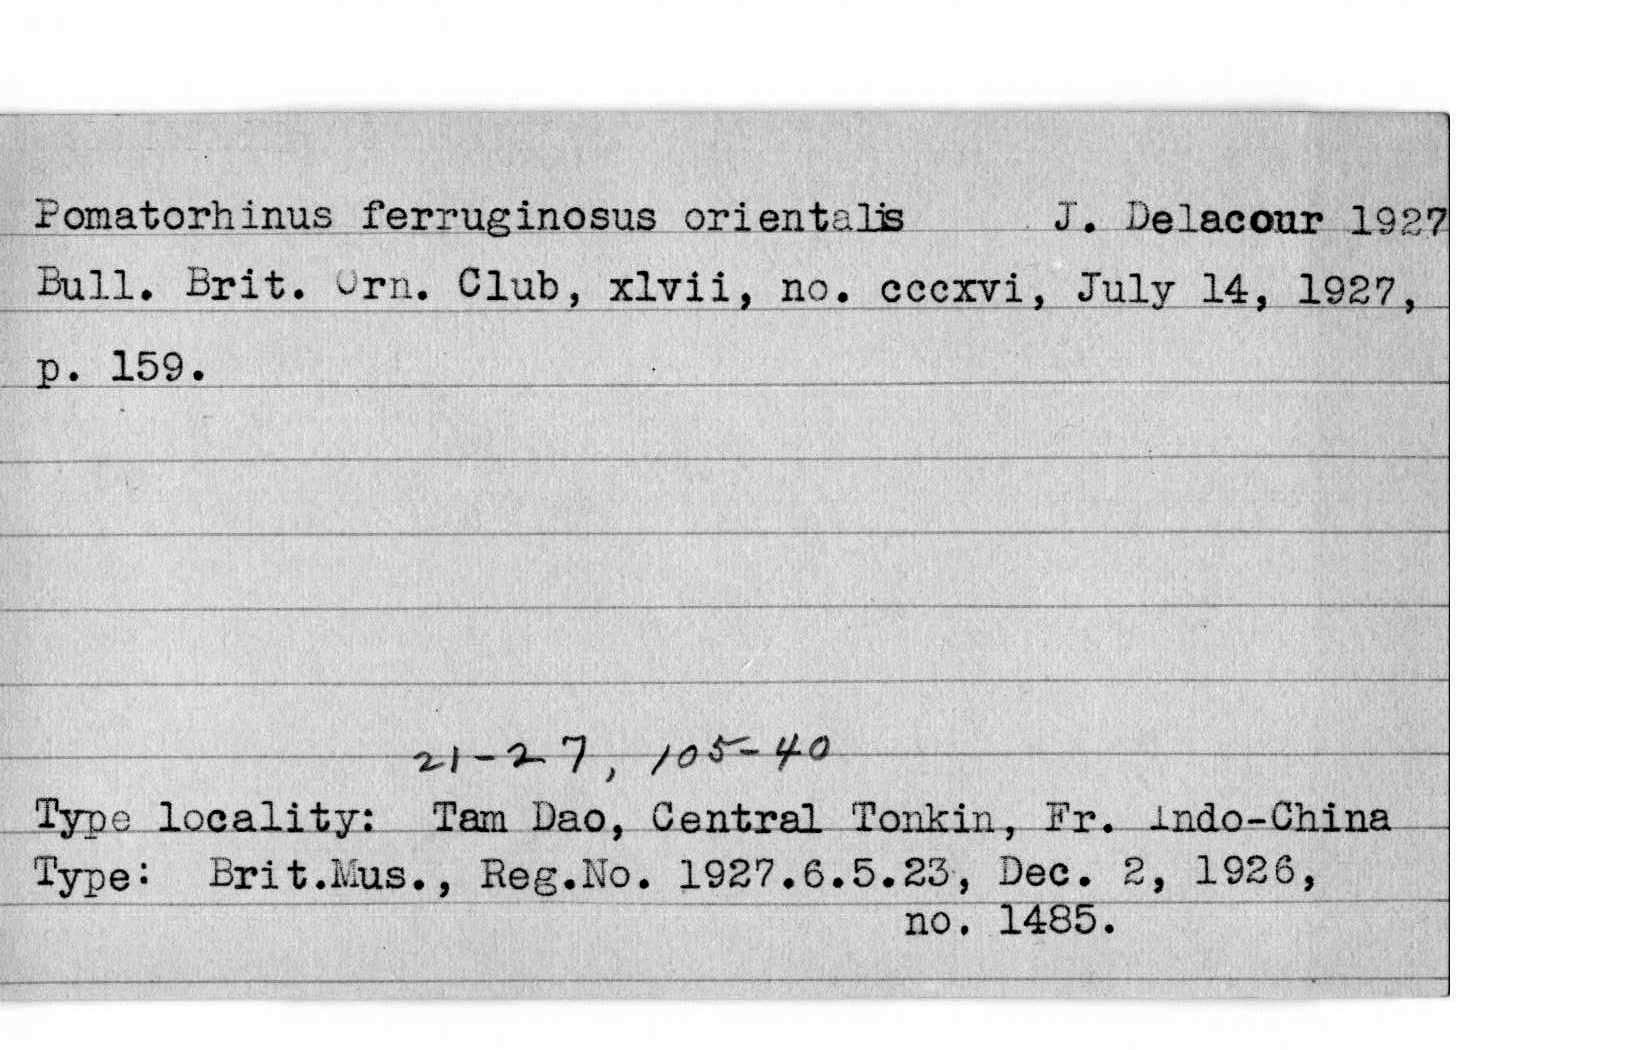 Pomatorhinus ferruginosus orientalis J. Delacour 1927
Bull. Brit. Orn. Club, xlvii, no. cccxvi, July 14, 1927,
p. 159.
21-27, 105-40
Type locality: Tam Dao, Central Tonkin, Fr. Indo-China
Type: Brit.Mus., Reg.No. 1927.6.5.23, Dec. 2, 1926,
no. 1485.